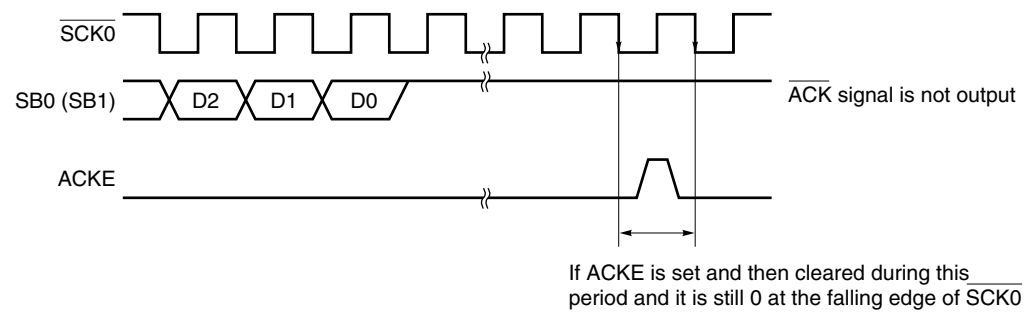 SCK0
SB0 (SB1)
D2
D1
D0
ACK signal is not output
ACKE
If ACKE is set and then cleared during this
period and it is still 0 at the falling edge of SCK0